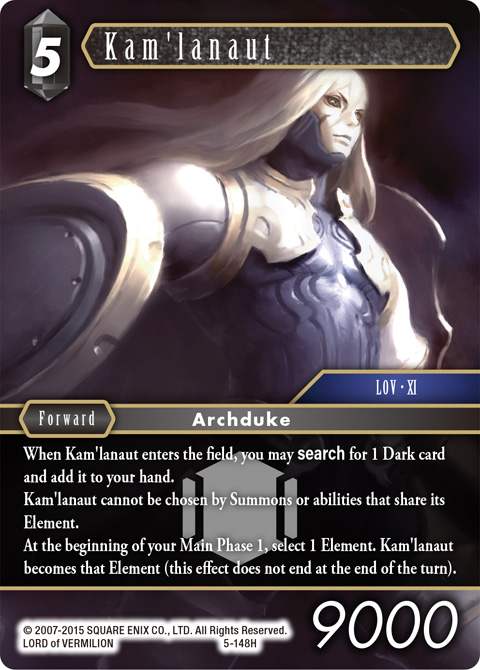 5
Kam'lanaut
LOV · XI
Forward
Archduke
When Kam'lanaut enters the field, you may search for 1 Dark card
and add it to your hand.
Kam'lanaut cannot be chosen by Summons or abilities that share its
Element.
At the beginning of your Main Phase 1, select 1 Element. Kam'lanaut
becomes that Element (this effect does not end at the end of the turn).
© 2007-2015 SQUARE ENIX CO., LTD. All Rights Reserved.
LORD of VERMILION 5-148H
9000